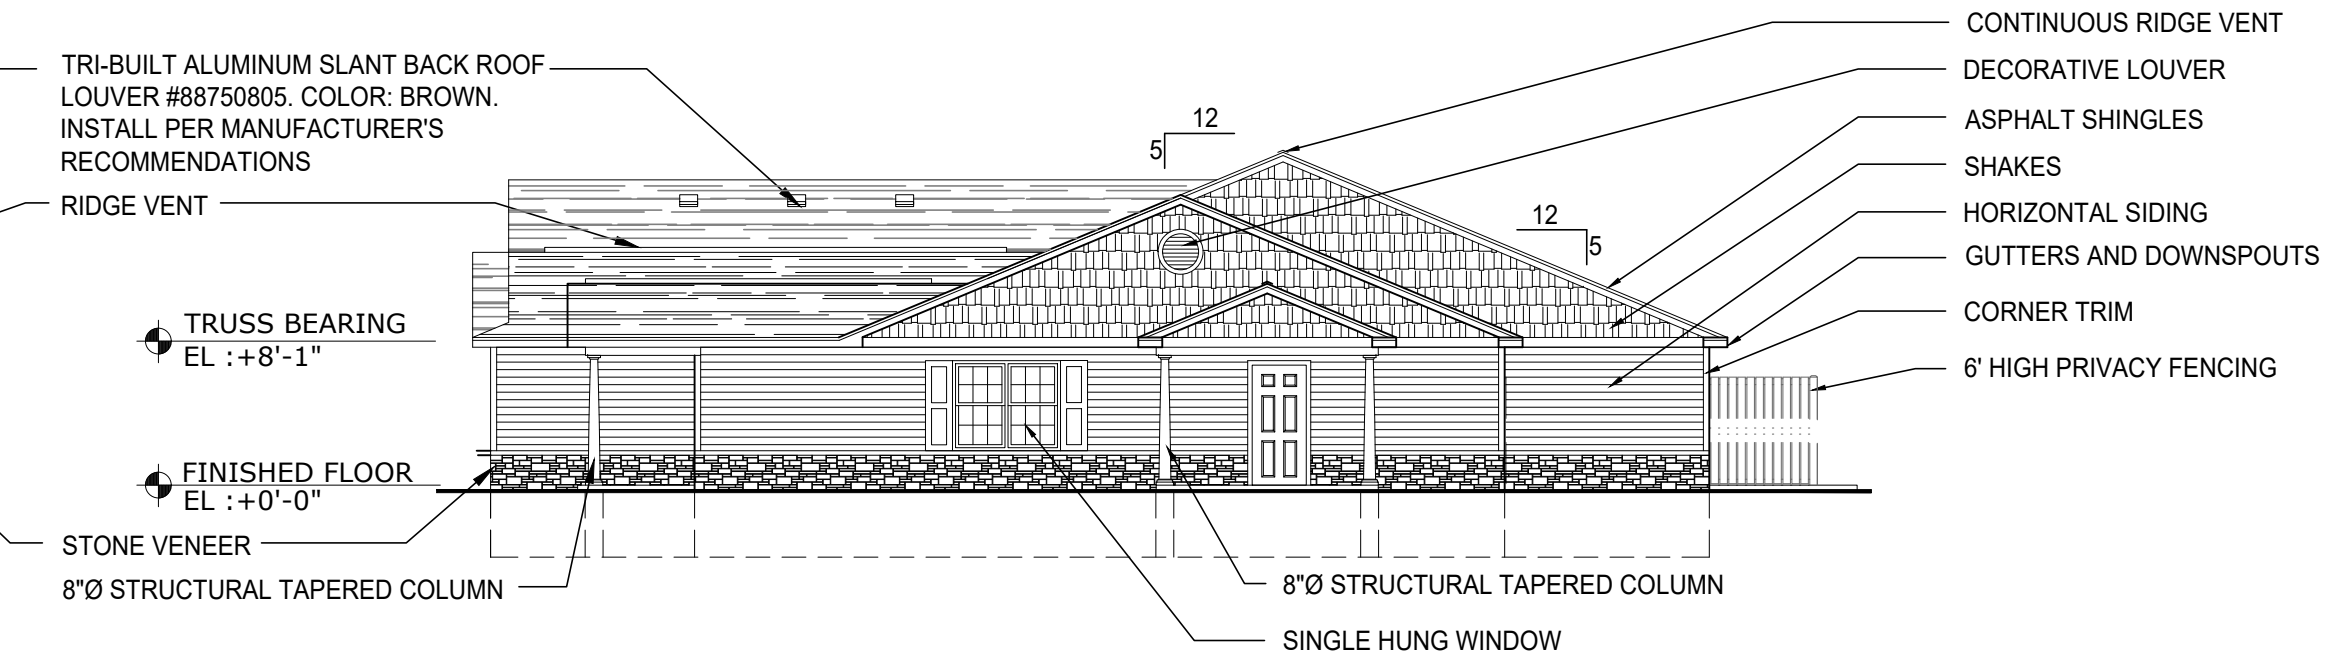 TRI-BUILT ALUMINUM SLANT BACK ROOF
LOUVER #88750805. COLOR: BROWN.
INSTALL PER MANUFACTURER'S
RECOMMENDATIONS
RIDGE VENT
TRUSS BEARING
EL :+8'-1"
FINISHED FLOOR
EL :+0'-0"
STONE VENEER
8"Ø STRUCTURAL TAPERED COLUMN
12
5
12
5
CONTINUOUS RIDGE VENT
DECORATIVE LOUVER
ASPHALT SHINGLES
SHAKES
HORIZONTAL SIDING
GUTTERS AND DOWNSPOUTS
CORNER TRIM
6' HIGH PRIVACY FENCING
8"Ø STRUCTURAL TAPERED COLUMN
SINGLE HUNG WINDOW